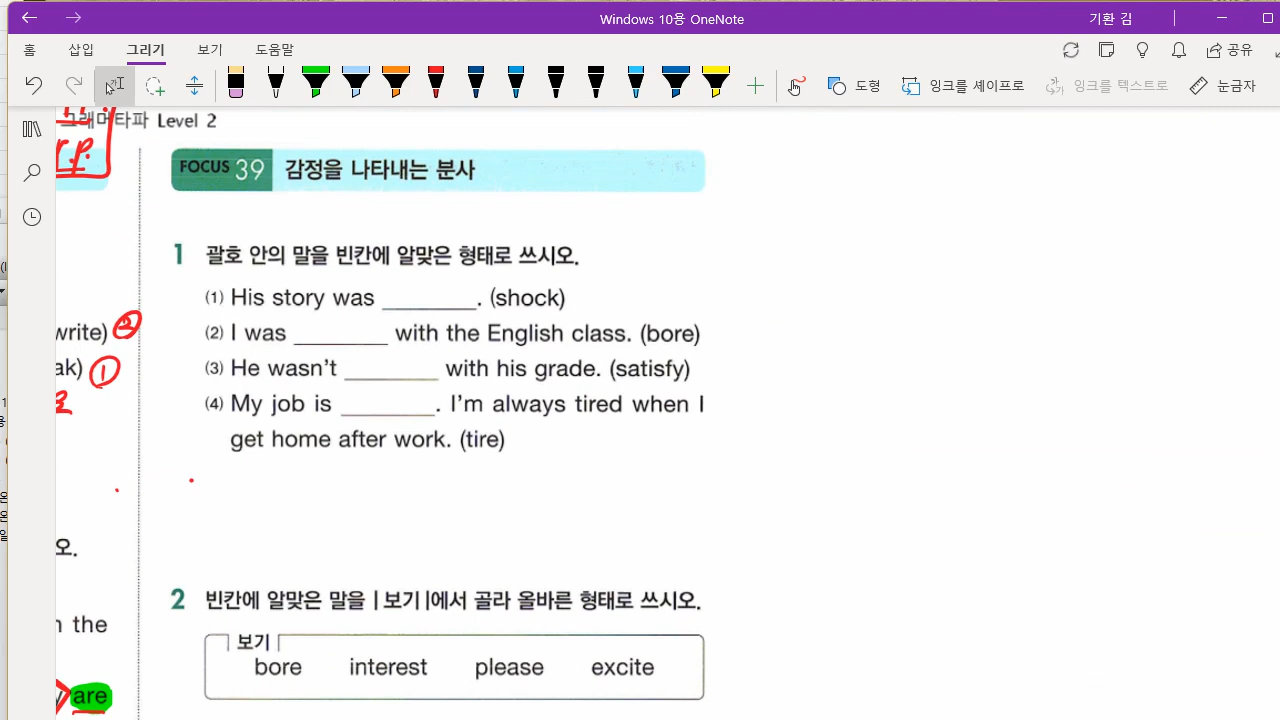 Windows 10용 OneNote
기환 김
홈 삽입 그리기 보기 도움말
공유
도형 잉크를 셰이프로 잉크를 텍스트로 눈금자
그래머타파 Level 2
r.p.
FOCUS 39 감정을 나타내는 분사
1 괄호 안의 말을 빈칸에 알맞은 형태로 쓰시오.
(1) His story was ________. (shock)
write) ②
(2) I was ________ with the English class. (bore)
ak) ①
(3) He wasn't ________ with his grade. (satisfy)
(4) My job is ________. I'm always tired when I
get home after work. (tire)
오.
2 빈칸에 알맞은 말을 | 보기 |에서 골라 올바른 형태로 쓰시오.
n the
보기
bore interest please excite
y are